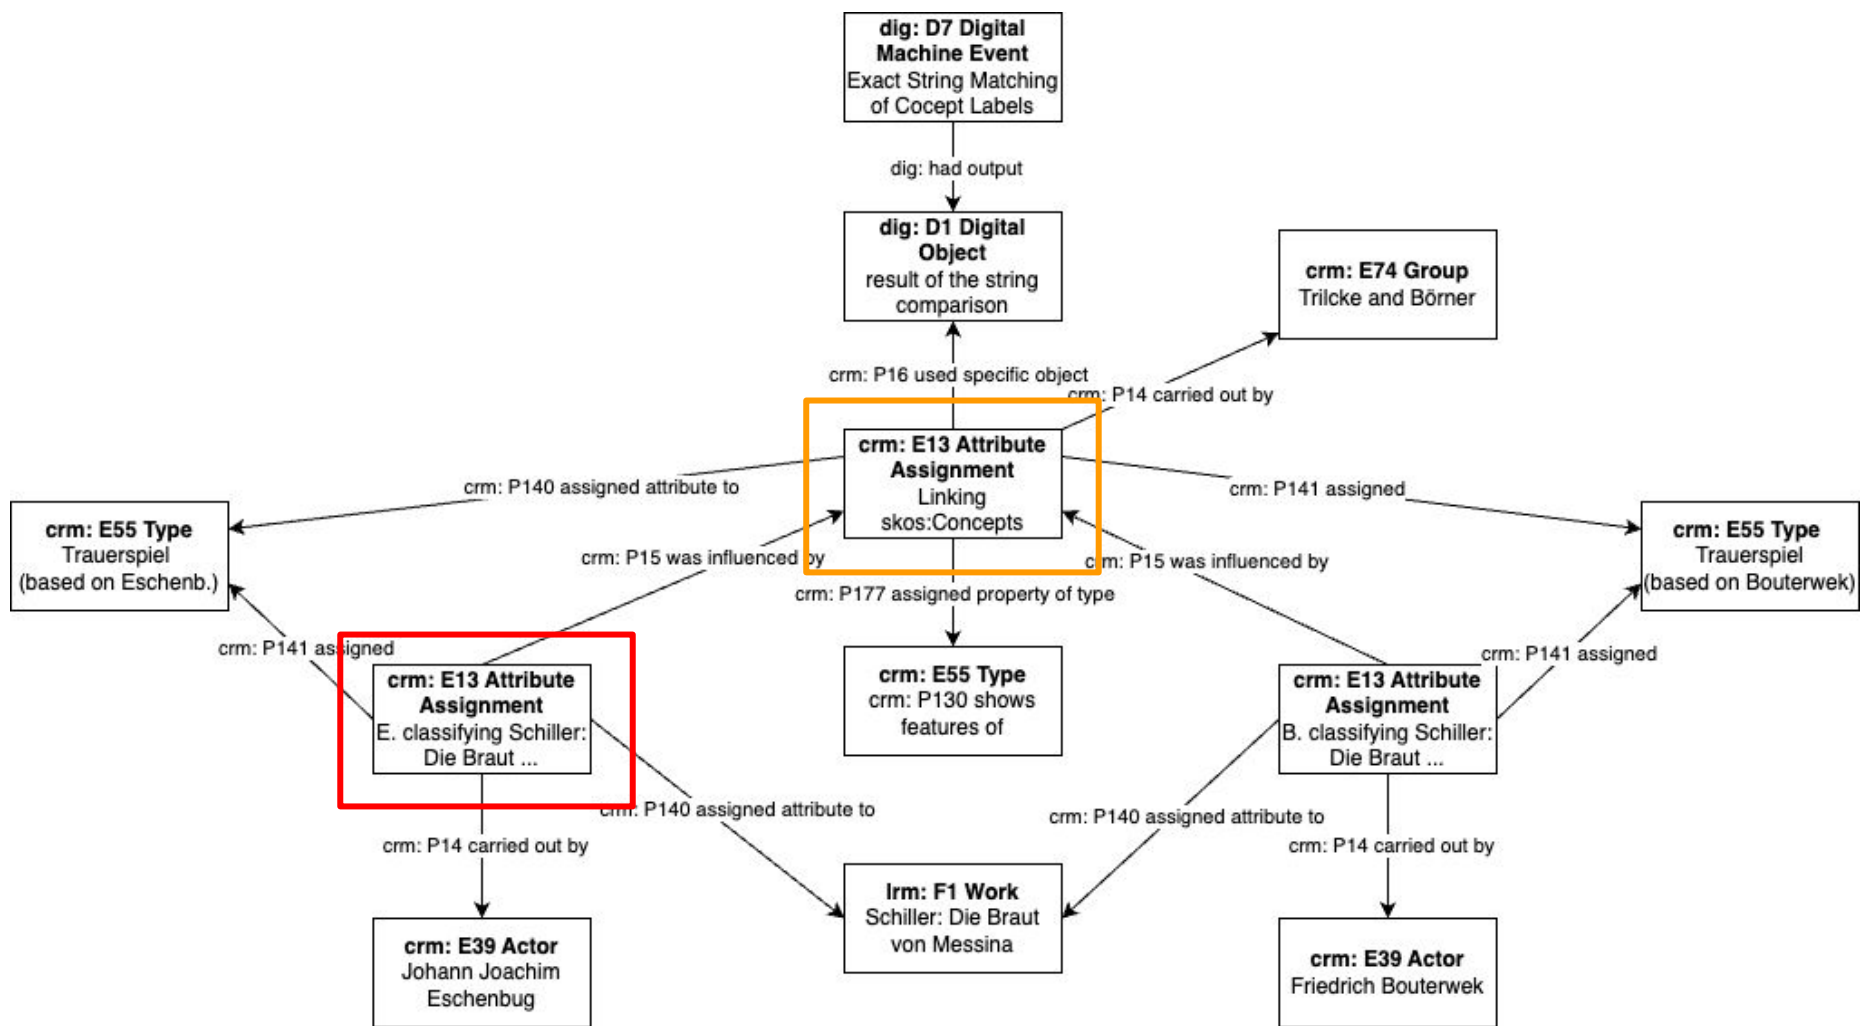 dig: D7 Digital
Machine Event
Exact String Matching
of Cocept Labels
dig: had output
dig: D1 Digital
Object
result of the string
comparison
crm: E74 Group
Trilcke and Börner
crm: P16 used specific object
crm: P14 carried out by
crm: E13 Attribute
Assignment
Linking
skos:Concepts
crm: P140 assigned attribute to
crm: P141 assigned
crm: E55 Type
Trauerspiel
(based on Eschenb.)
crm: E55 Type
Trauerspiel
(based on Bouterwek)
crm: P15 was influenced by
crm: P15 was influenced by
crm: P177 assigned property of type
crm: P141 assigned
crm: P141 assigned
crm: E13 Attribute
Assignment
E. classifying Schiller:
Die Braut ...
crm: E55 Type
crm: P130 shows
features of
crm: E13 Attribute
Assignment
B. classifying Schiller:
Die Braut ...
crm: P140 assigned attribute to
crm: P140 assigned attribute to
crm: P14 carried out by
crm: P14 carried out by
lrm: F1 Work
Schiller: Die Braut
von Messina
crm: E39 Actor
Johann Joachim
Eschenbug
crm: E39 Actor
Friedrich Bouterwek